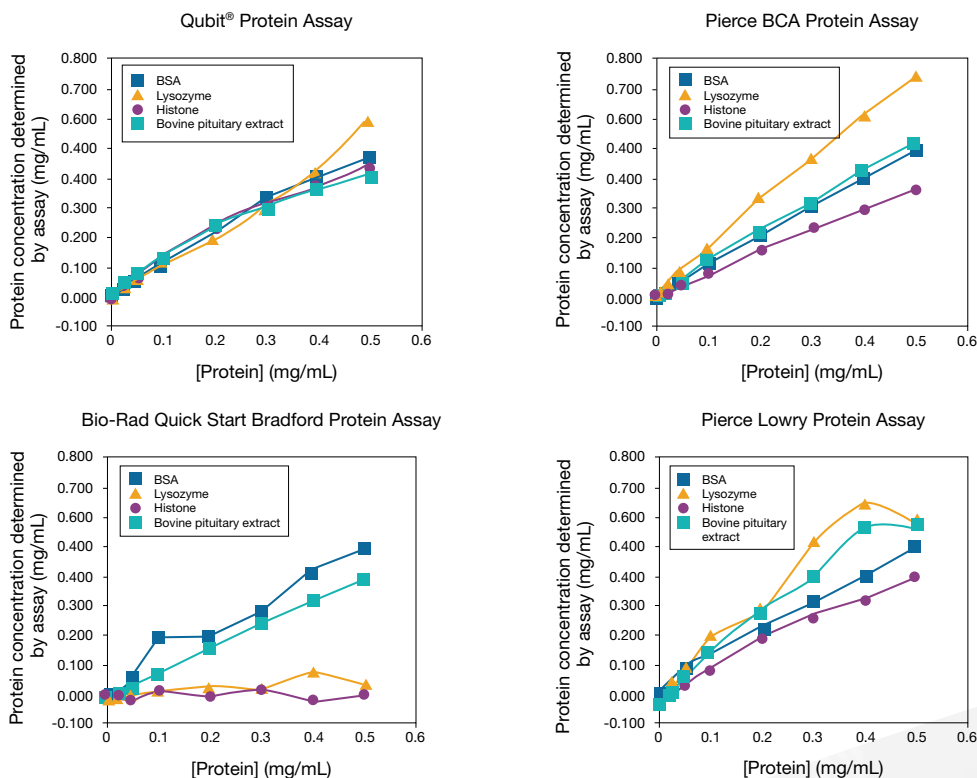 Qubit® Protein Assay
Protein concentration determined
by assay (mg/mL)
0.800
0.700
0.600
0.400
0.300
0.100
0.000
-0.100
BSA
Lysozyme
Histone
Bovine pituitary extract
0 0.1 0.2 0.3 0.4 0.5 0.6
[Protein] (mg/mL)
Pierce BCA Protein Assay
Protein concentration determined
by assay (mg/mL)
0.800
0.700
0.600
0.400
0.300
0.100
0.000
-0.100
BSA
Lysozyme
Histone
Bovine pituitary extract
0 0.1 0.2 0.3 0.4 0.5 0.6
[Protein] (mg/mL)
Bio-Rad Quick Start Bradford Protein Assay
Protein concentration determined
by assay (mg/mL)
0.800
0.700
0.600
0.400
0.400
0.300
0.200
0.100
0.000
-0.100
BSA
Lysozyme
Histone
Bovine pituitary extract
0 0.1 0.2 0.3 0.4 0.5 0.6
[Protein] (mg/mL)
Pierce Lowry Protein Assay
Protein concentration determined
by assay (mg/mL)
0.800
0.700
0.600
0.400
0.400
0.300
0.200
0.100
0.000
-0.100
BSA
Lysozyme
Histone
Bovine pituitary
extract
0 0.1 0.2 0.3 0.4 0.5 0.6
[Protein] (mg/mL)